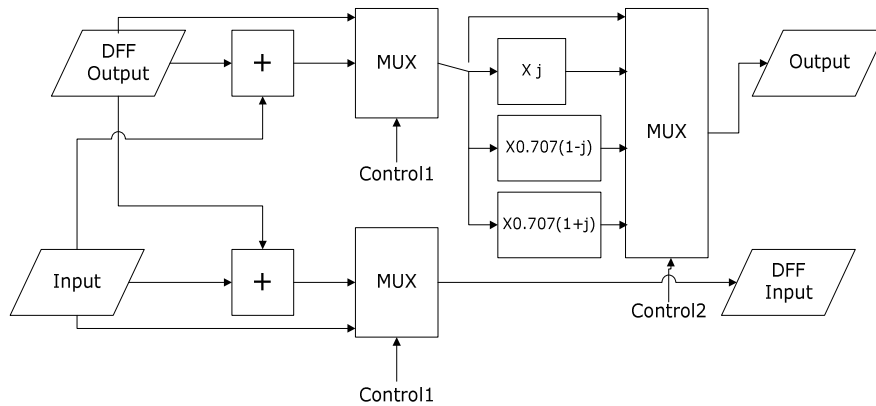 DFF
Output
+
MUX
X j
MUX
Output
X0.707(1-j)
Control1
X0.707(1+j)
Input
+
MUX
DFF
Input
Control2
Control1